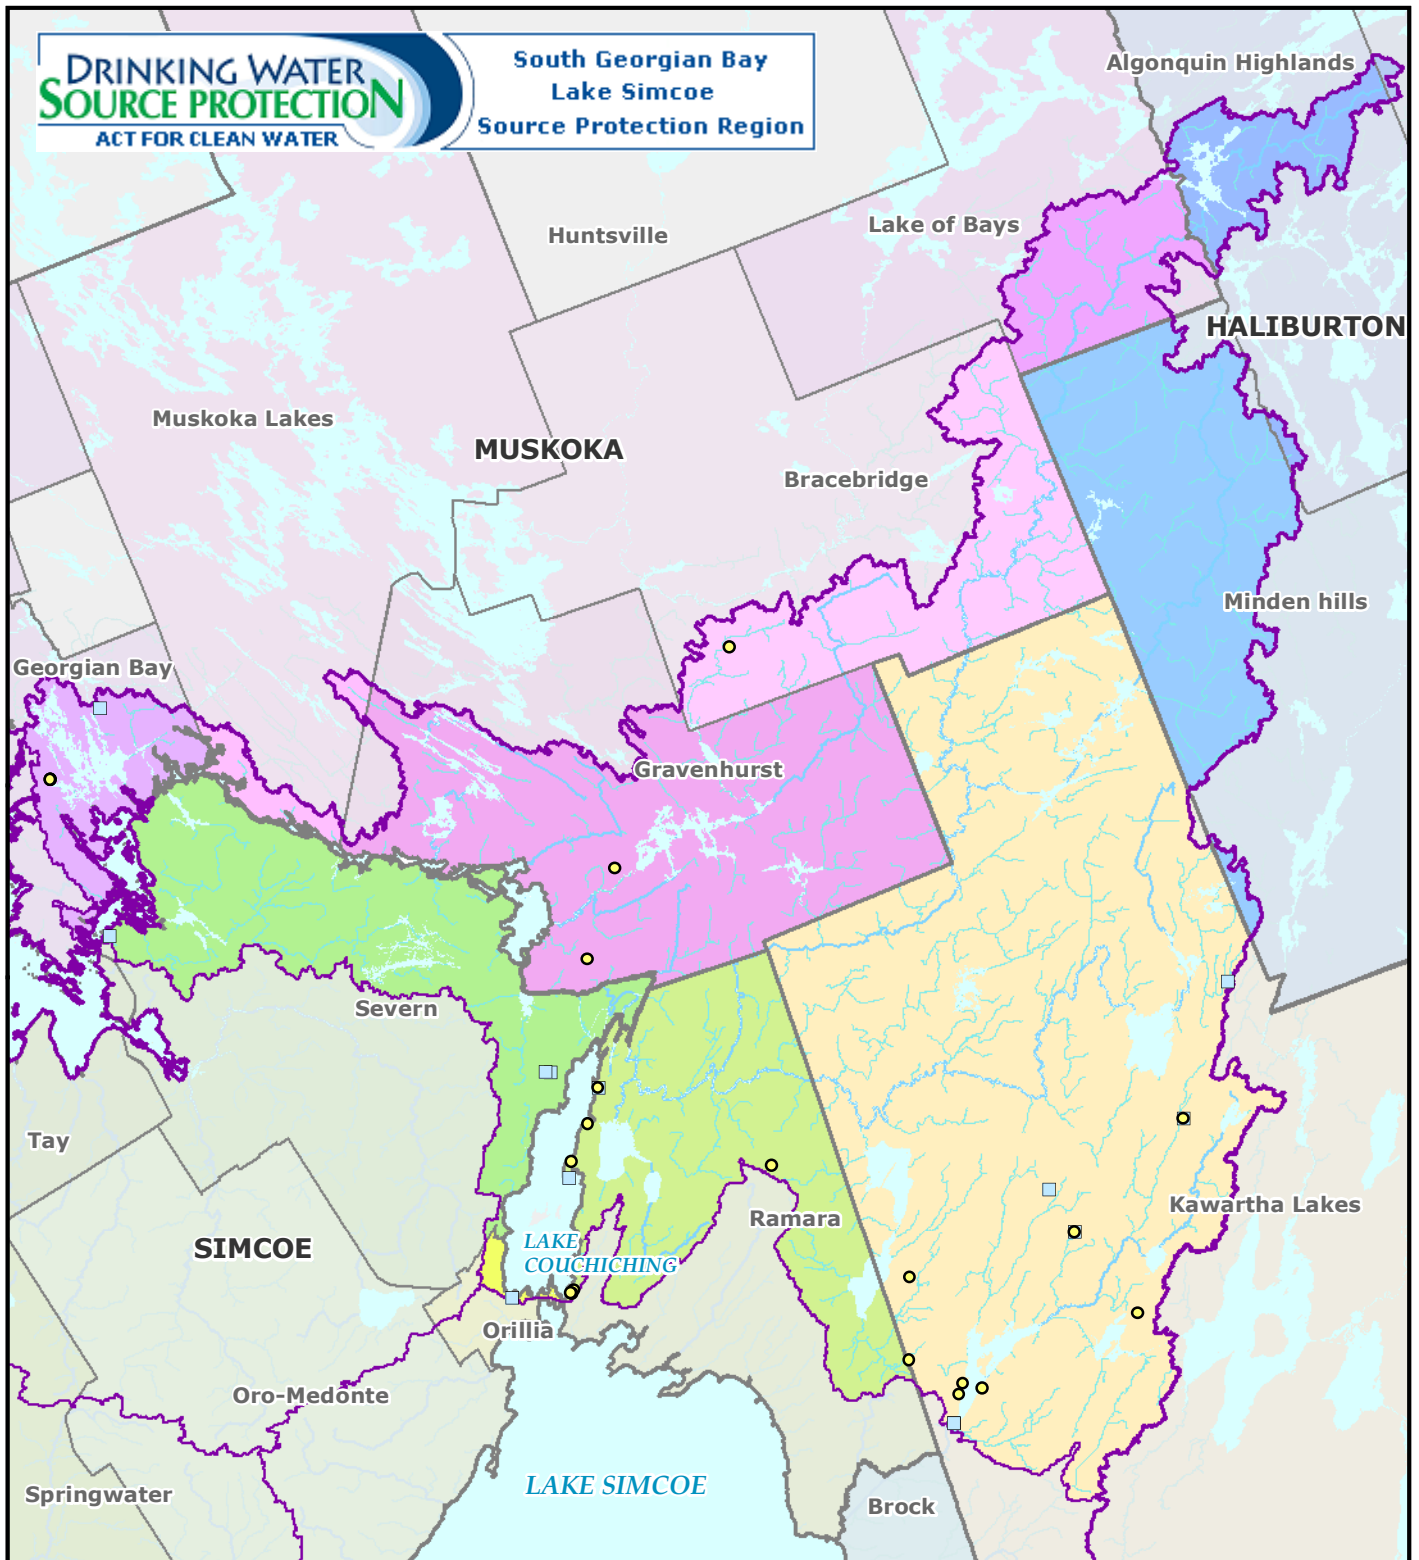 DRINKING WATER
SOURCE PROTECTION
ACT FOR CLEAN WATER
South Georgian Bay
Lake Simcoe
Source Protection Region
Algonquin Highlands
Lake of Bays
Huntsville
HALIBURTON
Muskoka Lakes
MUSKOKA
Bracebridge
Minden hills
Georgian Bay
Gravenhurst
Severn
Tay
Kawartha Lakes
Ramara
SIMCOE
LAKE
COUCHICHING
Orillia
Oro-Medonte
LAKE SIMCOE
Springwater
Brock